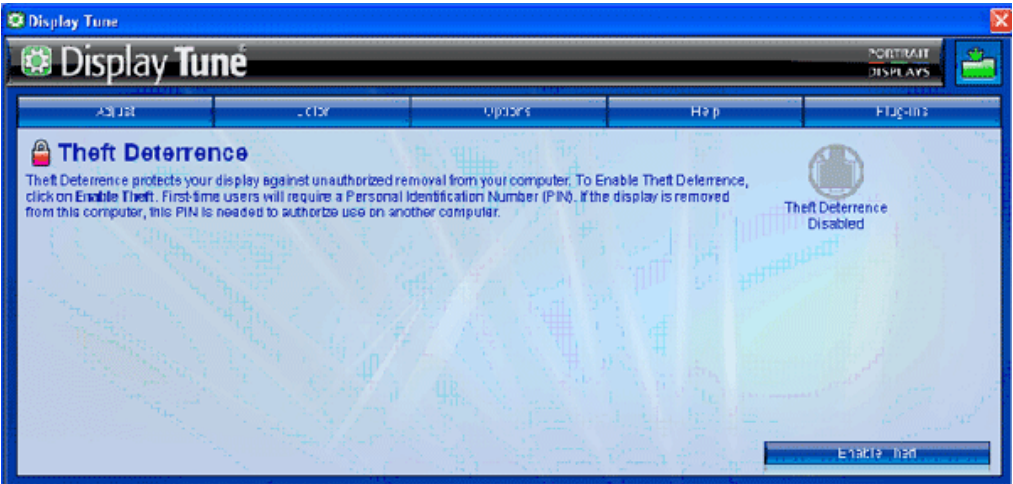 Display Tune
Display Tune
PORTRAIT
DISPLAYS
Adjust Color Options Help Plug-ins
Theft Deterrence
Theft Deterrence protects your display against unauthorized removal from your computer. To Enable Theft Deterrence,
click on Enable Theft. First-time users will require a Personal Identification Number (PIN). If the display is removed
from this computer, this PIN is needed to authorize use on another computer.
Theft Deterrence
Disabled
Enable Theft